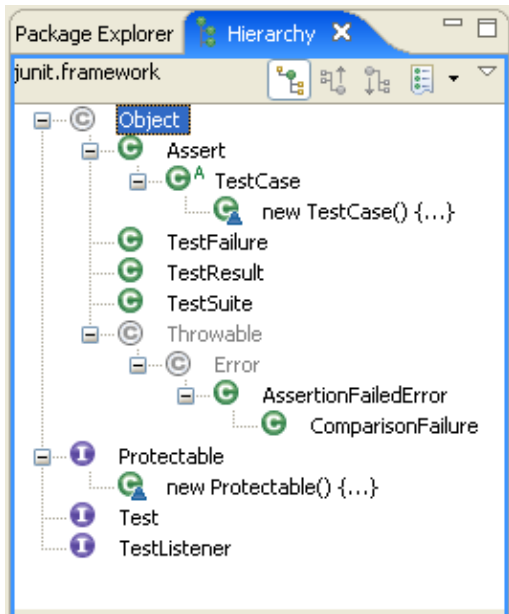 Package Explorer Hierarchy
junit.framework
Object
Assert
TestCase
new TestCase() {...}
TestFailure
TestResult
TestSuite
Throwable
Error
AssertionFailedError
ComparisonFailure
Protectable
new Protectable() {...}
Test
TestListener